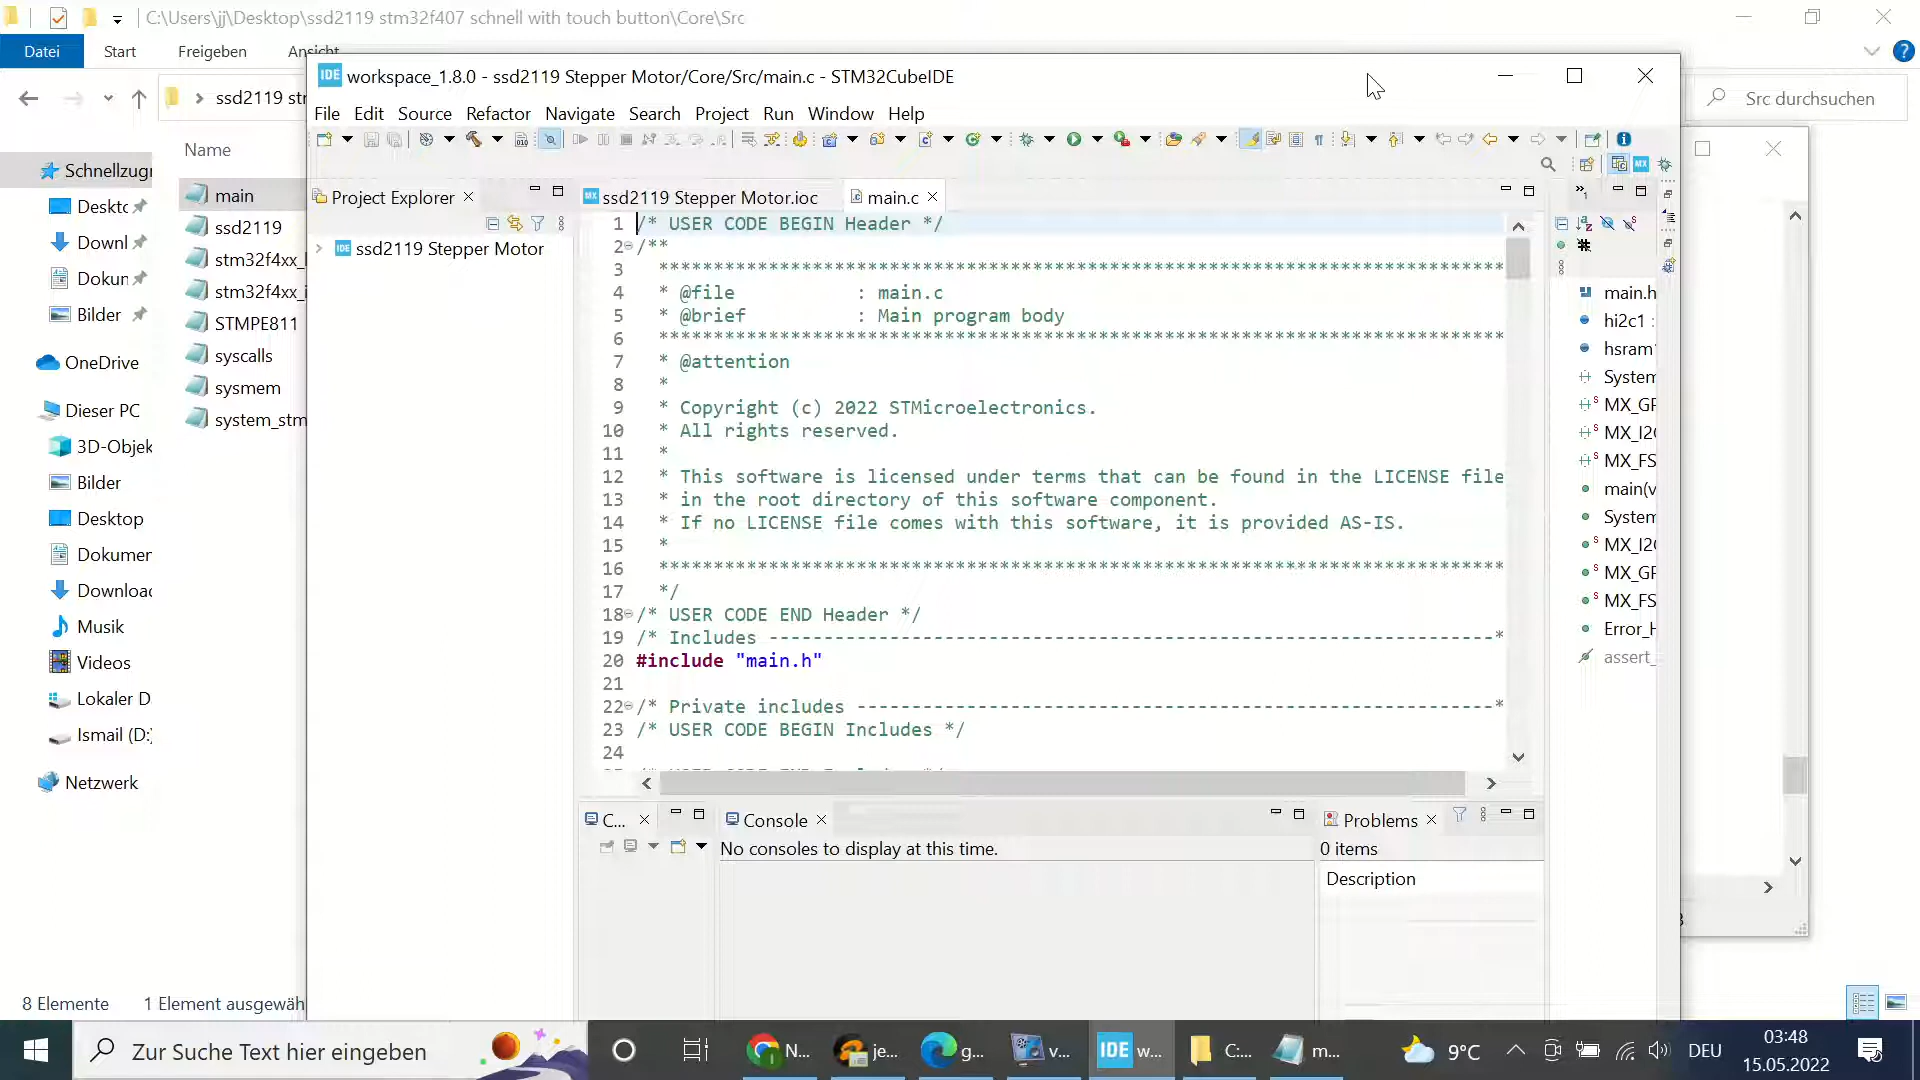 C:\Users\jj\Desktop\ssd2119 stm32f407 schnell with touch button\Core\Src
Datei Start Freigeben Ansicht
ssd2119 stm
Src durchsuchen
workspace_1.8.0 - ssd2119 Stepper Motor/Core/Src/main.c - STM32CubeIDE
File Edit Source Refactor Navigate Search Project Run Window Help
Name
Schnellzugr
Deskto
Downl
Dokun
Bilder
OneDrive
Dieser PC
3D-Objek
Bilder
Desktop
Dokumer
Downloac
Musik
Videos
Lokaler D
Ismail (D:)
Netzwerk
main
ssd2119
stm32f4xx_
stm32f4xx_i
STMPE811
syscalls
sysmem
system_stm
8 Elemente 1 Element ausgewäh
Project Explorer
ssd2119 Stepper Motor
ssd2119 Stepper Motor.ioc main.c
1 /* USER CODE BEGIN Header */
2 /**
3 ******************************************************************************
4 * @file : main.c
5 * @brief : Main program body
6 ******************************************************************************
7 * @attention
8 *
9 * Copyright (c) 2022 STMicroelectronics.
10 * All rights reserved.
11 *
12 * This software is licensed under terms that can be found in the LICENSE file
13 * in the root directory of this software component.
14 * If no LICENSE file comes with this software, it is provided AS-IS.
15 *
16 ******************************************************************************
17 */
18 /* USER CODE END Header */
19 /* Includes ------------------------------------------------------------------*
20 #include "main.h"
21
22 /* Private includes ----------------------------------------------------------*
23 /* USER CODE BEGIN Includes */
24
main.h
hi2c1 :
hsram
System
MX_GP
MX_I2C
MX_FS
main(v
System
MX_I2C
MX_GP
MX_FS
Error_H
assert_
C...
Console
No consoles to display at this time.
Problems
0 items
Description
Zur Suche Text hier eingeben
N... je... g... v... IDE w... C:... m...
9°C DEU
03:48
15.05.2022